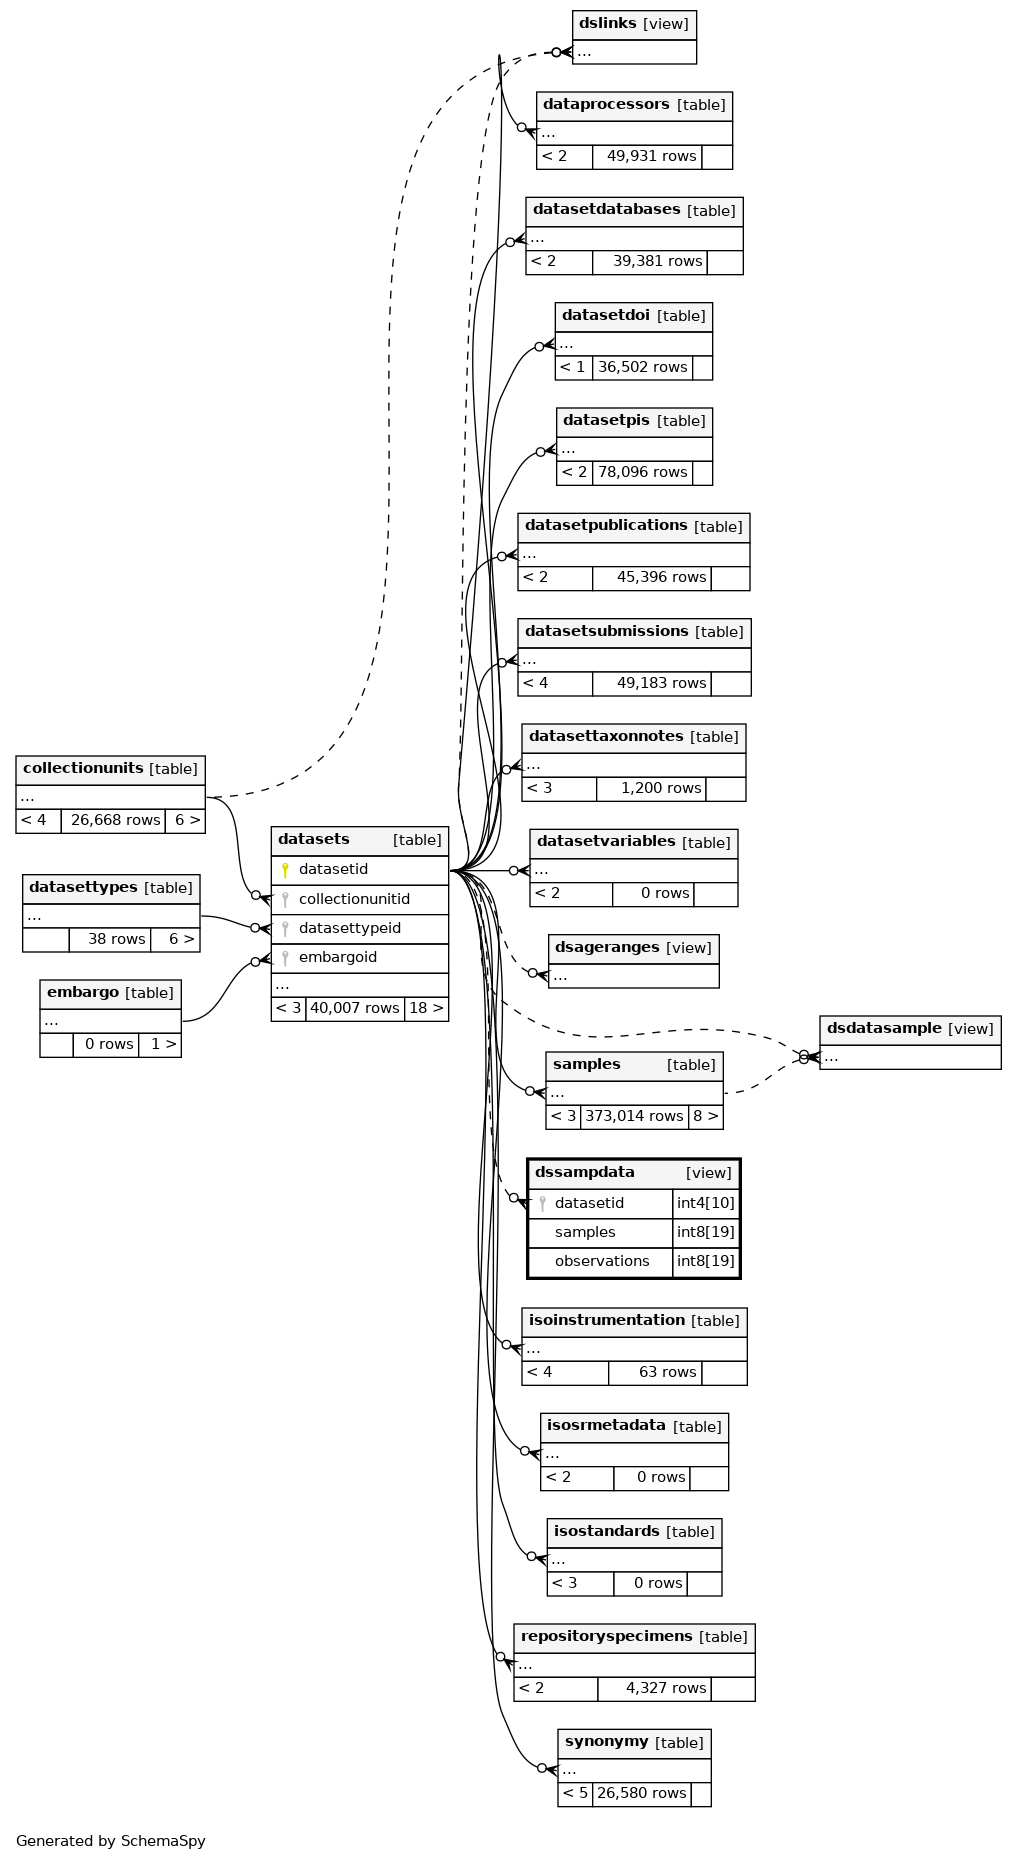 dslinks [view]
...
dataprocessors [table]
...
< 2 49,931 rows
datasetdatabases [table]
...
< 2 39,381 rows
datasetdoi [table]
...
< 1 36,502 rows
datasetpis [table]
...
< 2 78,096 rows
datasetpublications [table]
...
< 2 45,396 rows
datasetsubmissions [table]
...
< 4 49,183 rows
datasettaxonnotes [table]
...
< 3 1,200 rows
collectionunits [table]
...
< 4 26,668 rows 6 >
datasettypes [table]
...
38 rows 6 >
embargo [table]
...
0 rows 1 >
datasets [table]
datasetid
collectionunitid
datasettypeid
embargoid
...
< 3 40,007 rows 18 >
datasetvariables [table]
...
< 2 0 rows
dsageranges [view]
...
dsdatasample [view]
...
samples [table]
...
< 3 373,014 rows 8 >
dssampdata [view]
datasetid int4[10]
samples int8[19]
observations int8[19]
isoinstrumentation [table]
...
< 4 63 rows
isosrmetadata [table]
...
< 2 0 rows
isostandards [table]
...
< 3 0 rows
repositoryspecimens [table]
...
< 2 4,327 rows
synonymy [table]
...
< 5 26,580 rows
Generated by SchemaSpy